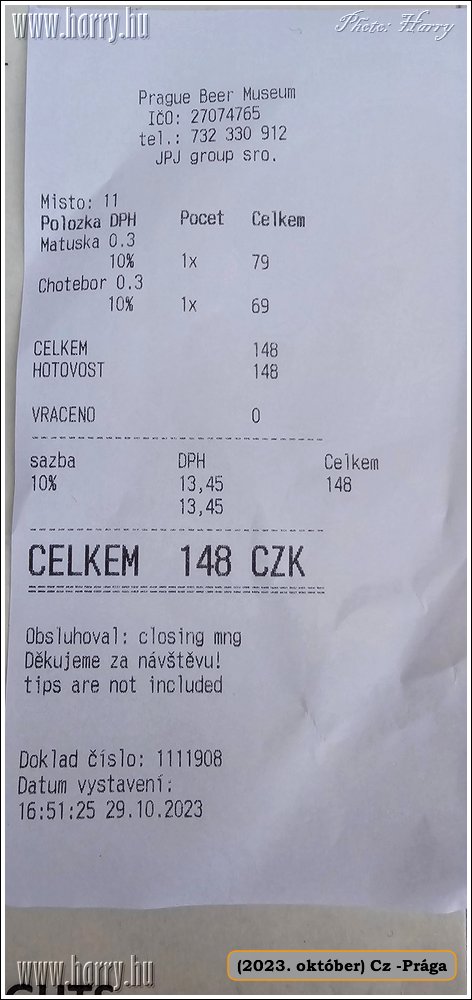 www.harry.hu
Photo: Harry
Prague Beer Museum
IČO: 27074765
tel.: 732 330 912
JPJ group sro.
Misto: 11
Polozka DPH Pocet Celkem
Matuska 0.3
10% 1x 79
Chotebor 0.3
10% 1x 69
CELKEM 148
HOTOVOST 148
VRACENO 0
sazba DPH Celkem
10% 13,45 148
13,45
CELKEM 148 CZK
Obsluhoval: closing mng
Děkujeme za návštěvu!
tips are not included
Doklad číslo: 1111908
Datum vystavení:
16:51:25 29.10.2023
(2023. október) Cz -Prága
www.harry.hu